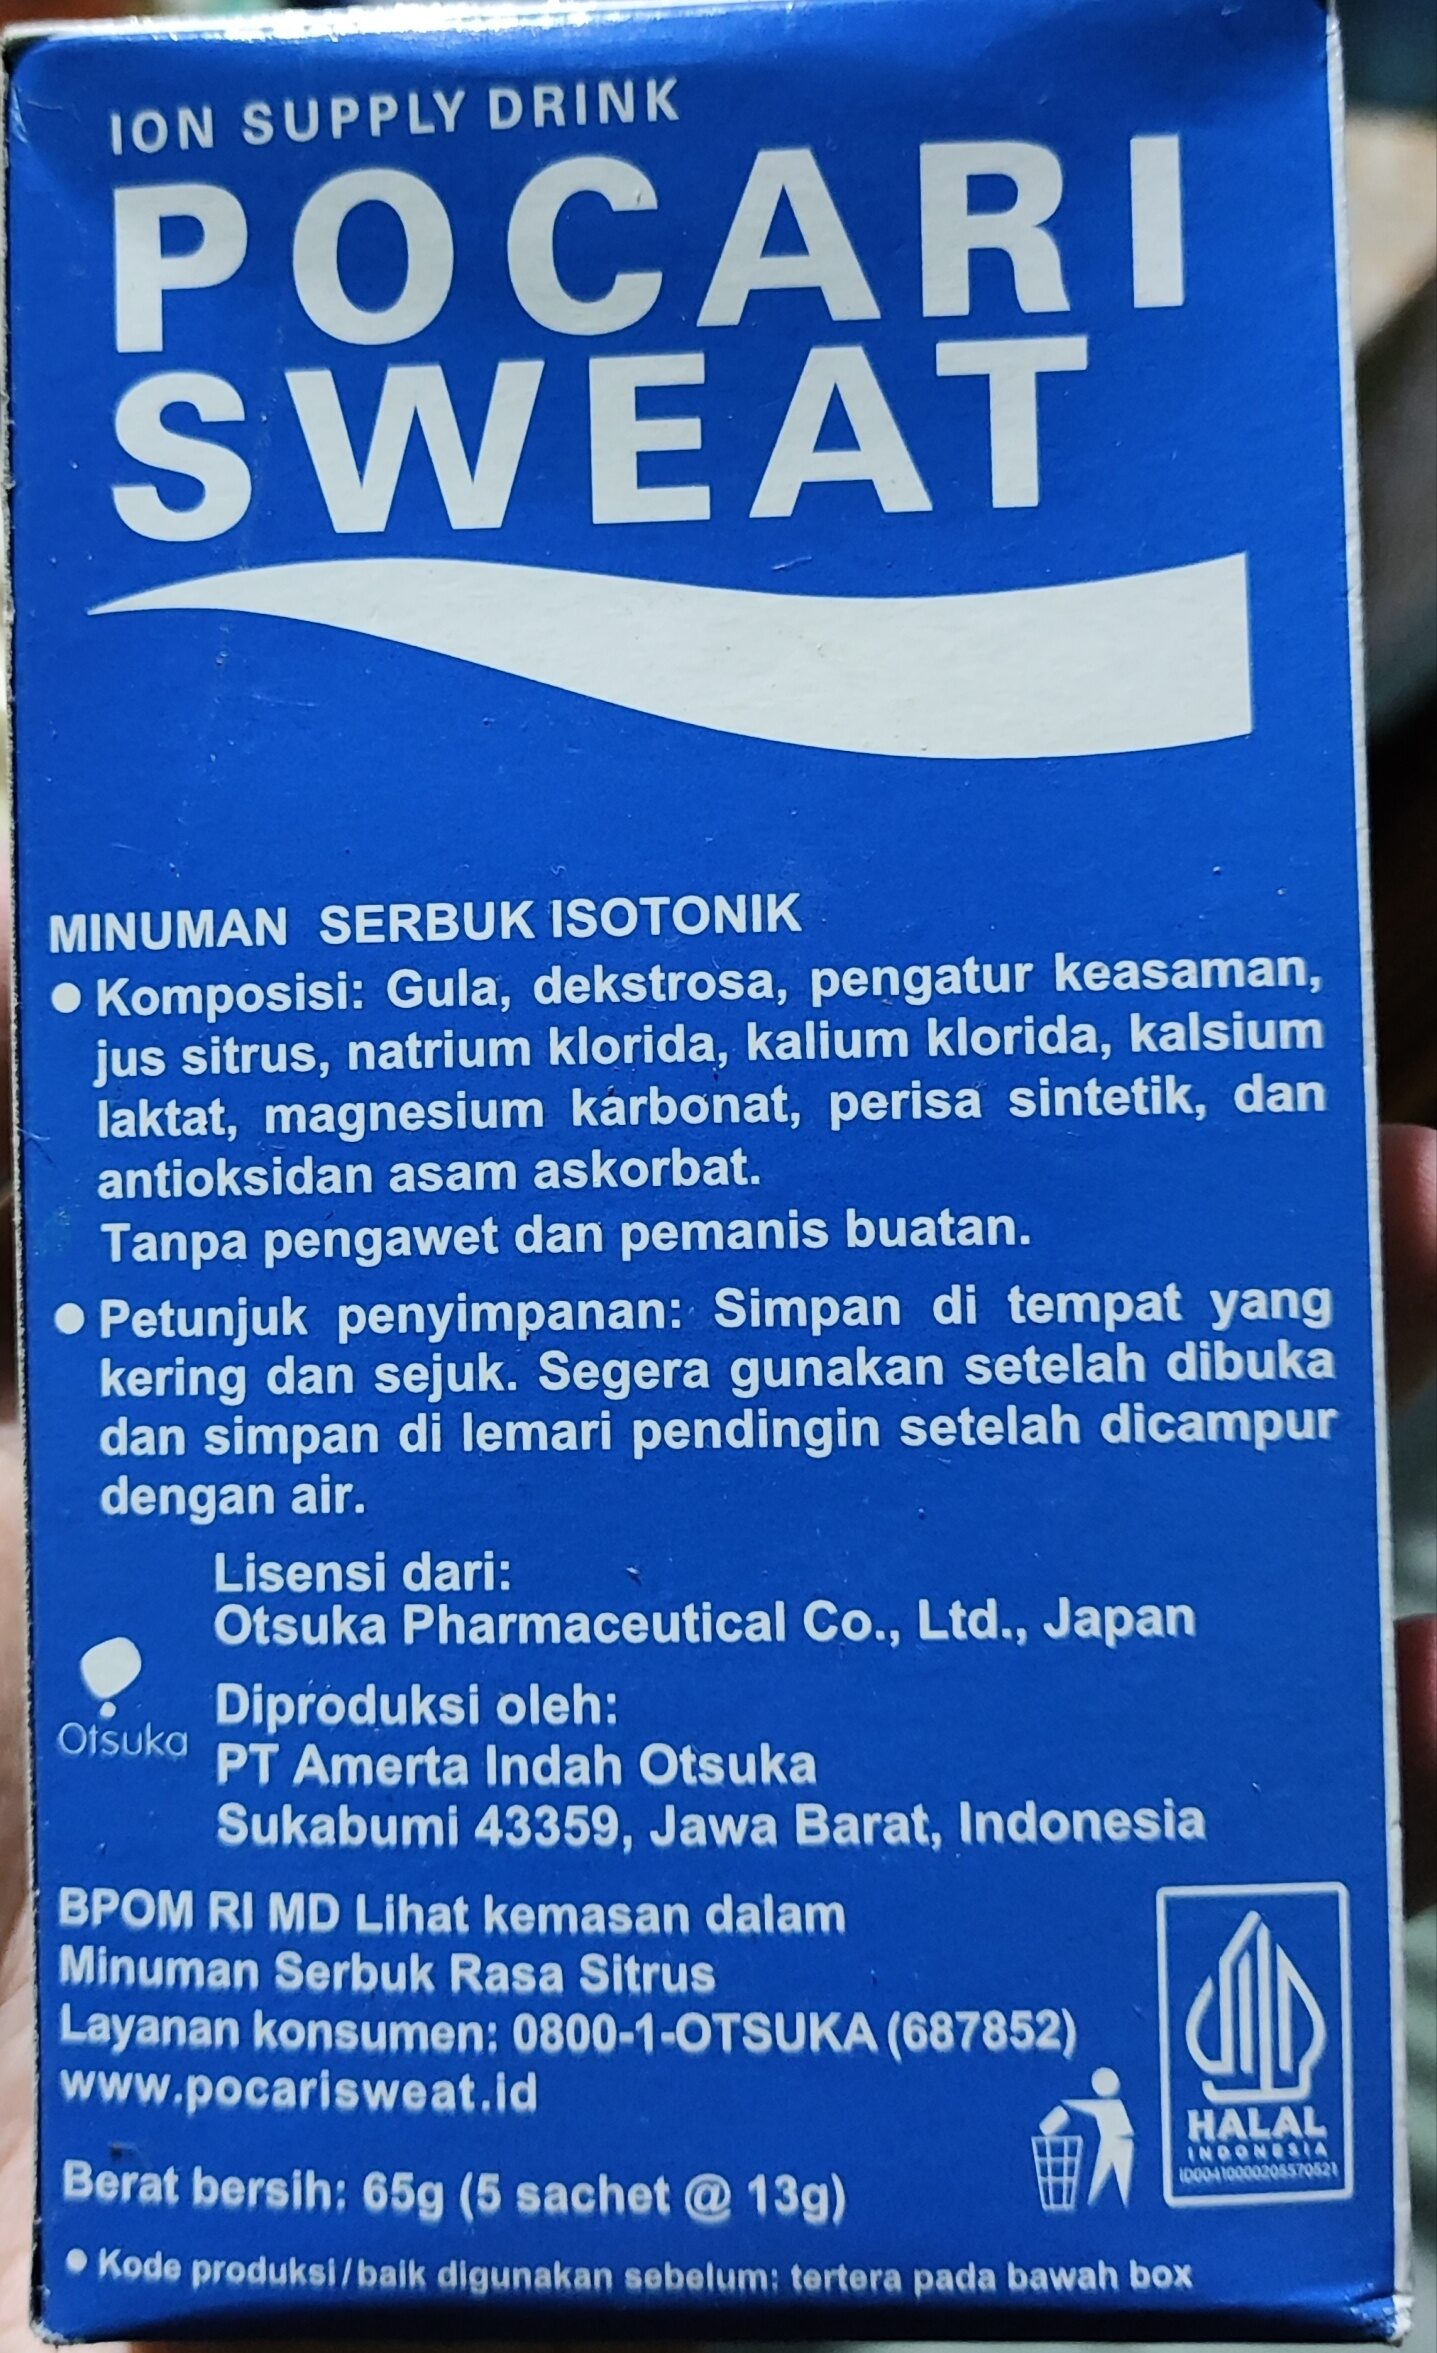 ION SUPPLY DRINK
POCARI
SWEAT
MINUMAN SERBUK ISOTONIK
● Komposisi: Gula, dekstrosa, pengatur keasaman,
jus sitrus, natrium klorida, kalium klorida, kalsium
laktat, magnesium karbonat, perisa sintetik, dan
antioksidan asam askorbat.
Tanpa pengawet dan pemanis buatan.
● Petunjuk penyimpanan: Simpan di tempat yang
kering dan sejuk. Segera gunakan setelah dibuka
dan simpan di lemari pendingin setelah dicampur
dengan air.
Lisensi dari:
Otsuka Pharmaceutical Co., Ltd., Japan
Otsuka
Diproduksi oleh:
PT Amerta Indah Otsuka
Sukabumi 43359, Jawa Barat, Indonesia
BPOM RI MD Lihat kemasan dalam
Minuman Serbuk Rasa Sitrus
Layanan konsumen: 0800-1-OTSUKA (687852)
www.pocarisweat.id
HALAL
INDONESIA
ID00410000205570521
Berat bersih: 65g (5 sachet @ 13g)
● Kode produksi/baik digunakan sebelum: tertera pada bawah box